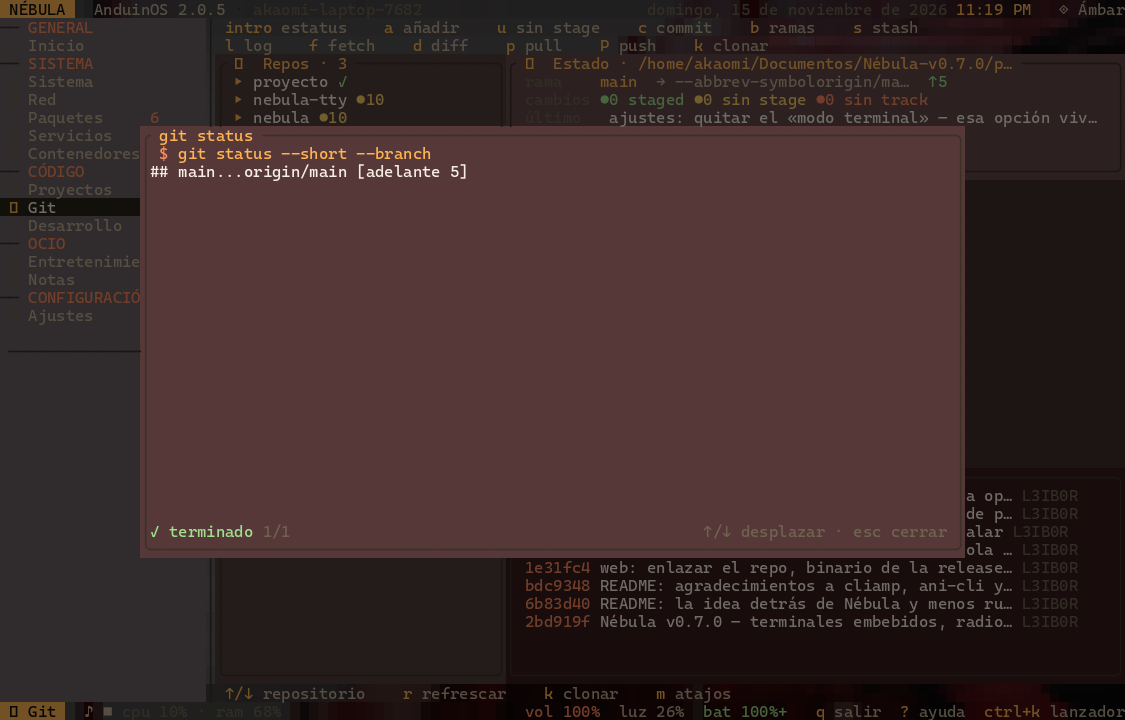 NÉBULA  AnduinOS 2.0.5 · akaomi-laptop-7682  domingo, 15 de noviembre de 2026 11:19 PM  ◈ Ámbar
GENERAL
Inicio
SISTEMA
Sistema
Red
Paquetes 6
Servicios
Contenedores
CÓDIGO
Proyectos
Git
Desarrollo
OCIO
Entretenimie
Notas
CONFIGURACIÓ
Ajustes
intro estatus  a añadir  u sin stage  c commit  b ramas  s stash
l log  f fetch  d diff  p pull  P push  k clonar
Repos · 3
▸ proyecto ✓
▸ nebula-tty ●10
▸ nebula ●10
Estado · /home/akaomi/Documentos/Nébula-v0.7.0/p…
rama main → --abbrev-symbolorigin/ma… ↑5
cambios ●0 staged ●0 sin stage ●0 sin track
último ajustes: quitar el «modo terminal» — esa opción viv…
git status
$ git status --short --branch
## main...origin/main [adelante 5]
✓ terminado 1/1  ↑/↓ desplazar · esc cerrar
a op… L3IB0R
de p… L3IB0R
alar L3IB0R
ola … L3IB0R
1e31fc4 web: enlazar el repo, binario de la release… L3IB0R
bdc9348 README: agradecimientos a cliamp, ani-cli y… L3IB0R
6b83d40 README: la idea detrás de Nébula y menos ru… L3IB0R
2bd919f Nébula v0.7.0 — terminales embebidos, radio… L3IB0R
↑/↓ repositorio  r refrescar  k clonar  m atajos
Git  ♪ ■ cpu 10% · ram 68%  vol 100%  luz 26%  bat 100%+  q salir  ? ayuda  ctrl+k lanzador